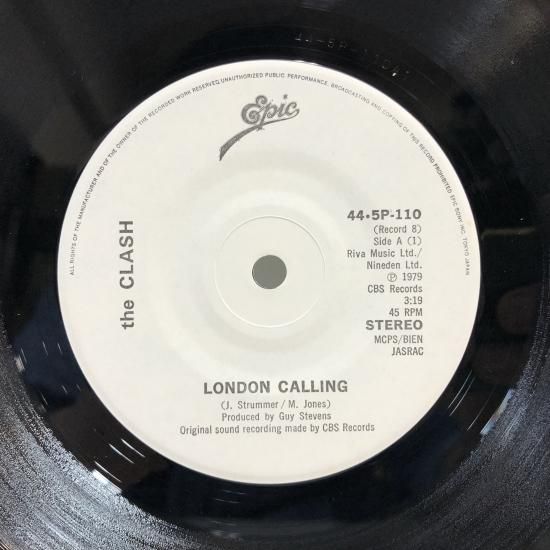 ALL RIGHTS OF THE MANUFACTURER AND OF THE OWNER OF THE RECORDED WORK RESERVED, UNAUTHORIZED PUBLIC PERFORMANCE, BROADCASTING AND COPYING OF THIS RECORD PROHIBITED EPIC SONY INC. TOKYO JAPAN
Epic
the CLASH
44•5P-110
(Record 8)
Side A (1)
Riva Music Ltd./
Nineden Ltd.
Ⓟ 1979
CBS Records
3:19
45 RPM
STEREO
MCPS/BIEN
JASRAC
LONDON CALLING
(J. Strummer / M. Jones)
Produced by Guy Stevens
Original sound recording made by CBS Records